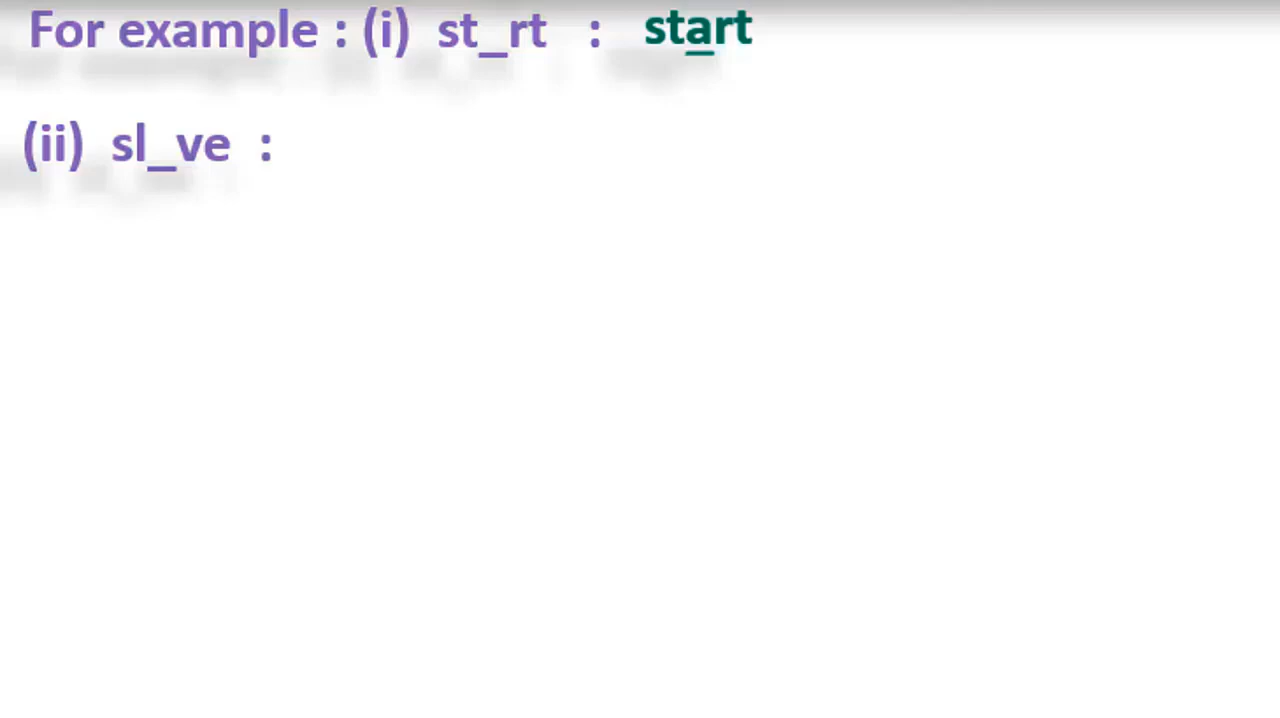 For example : (i) st_rt : start
(ii) sl_ve :